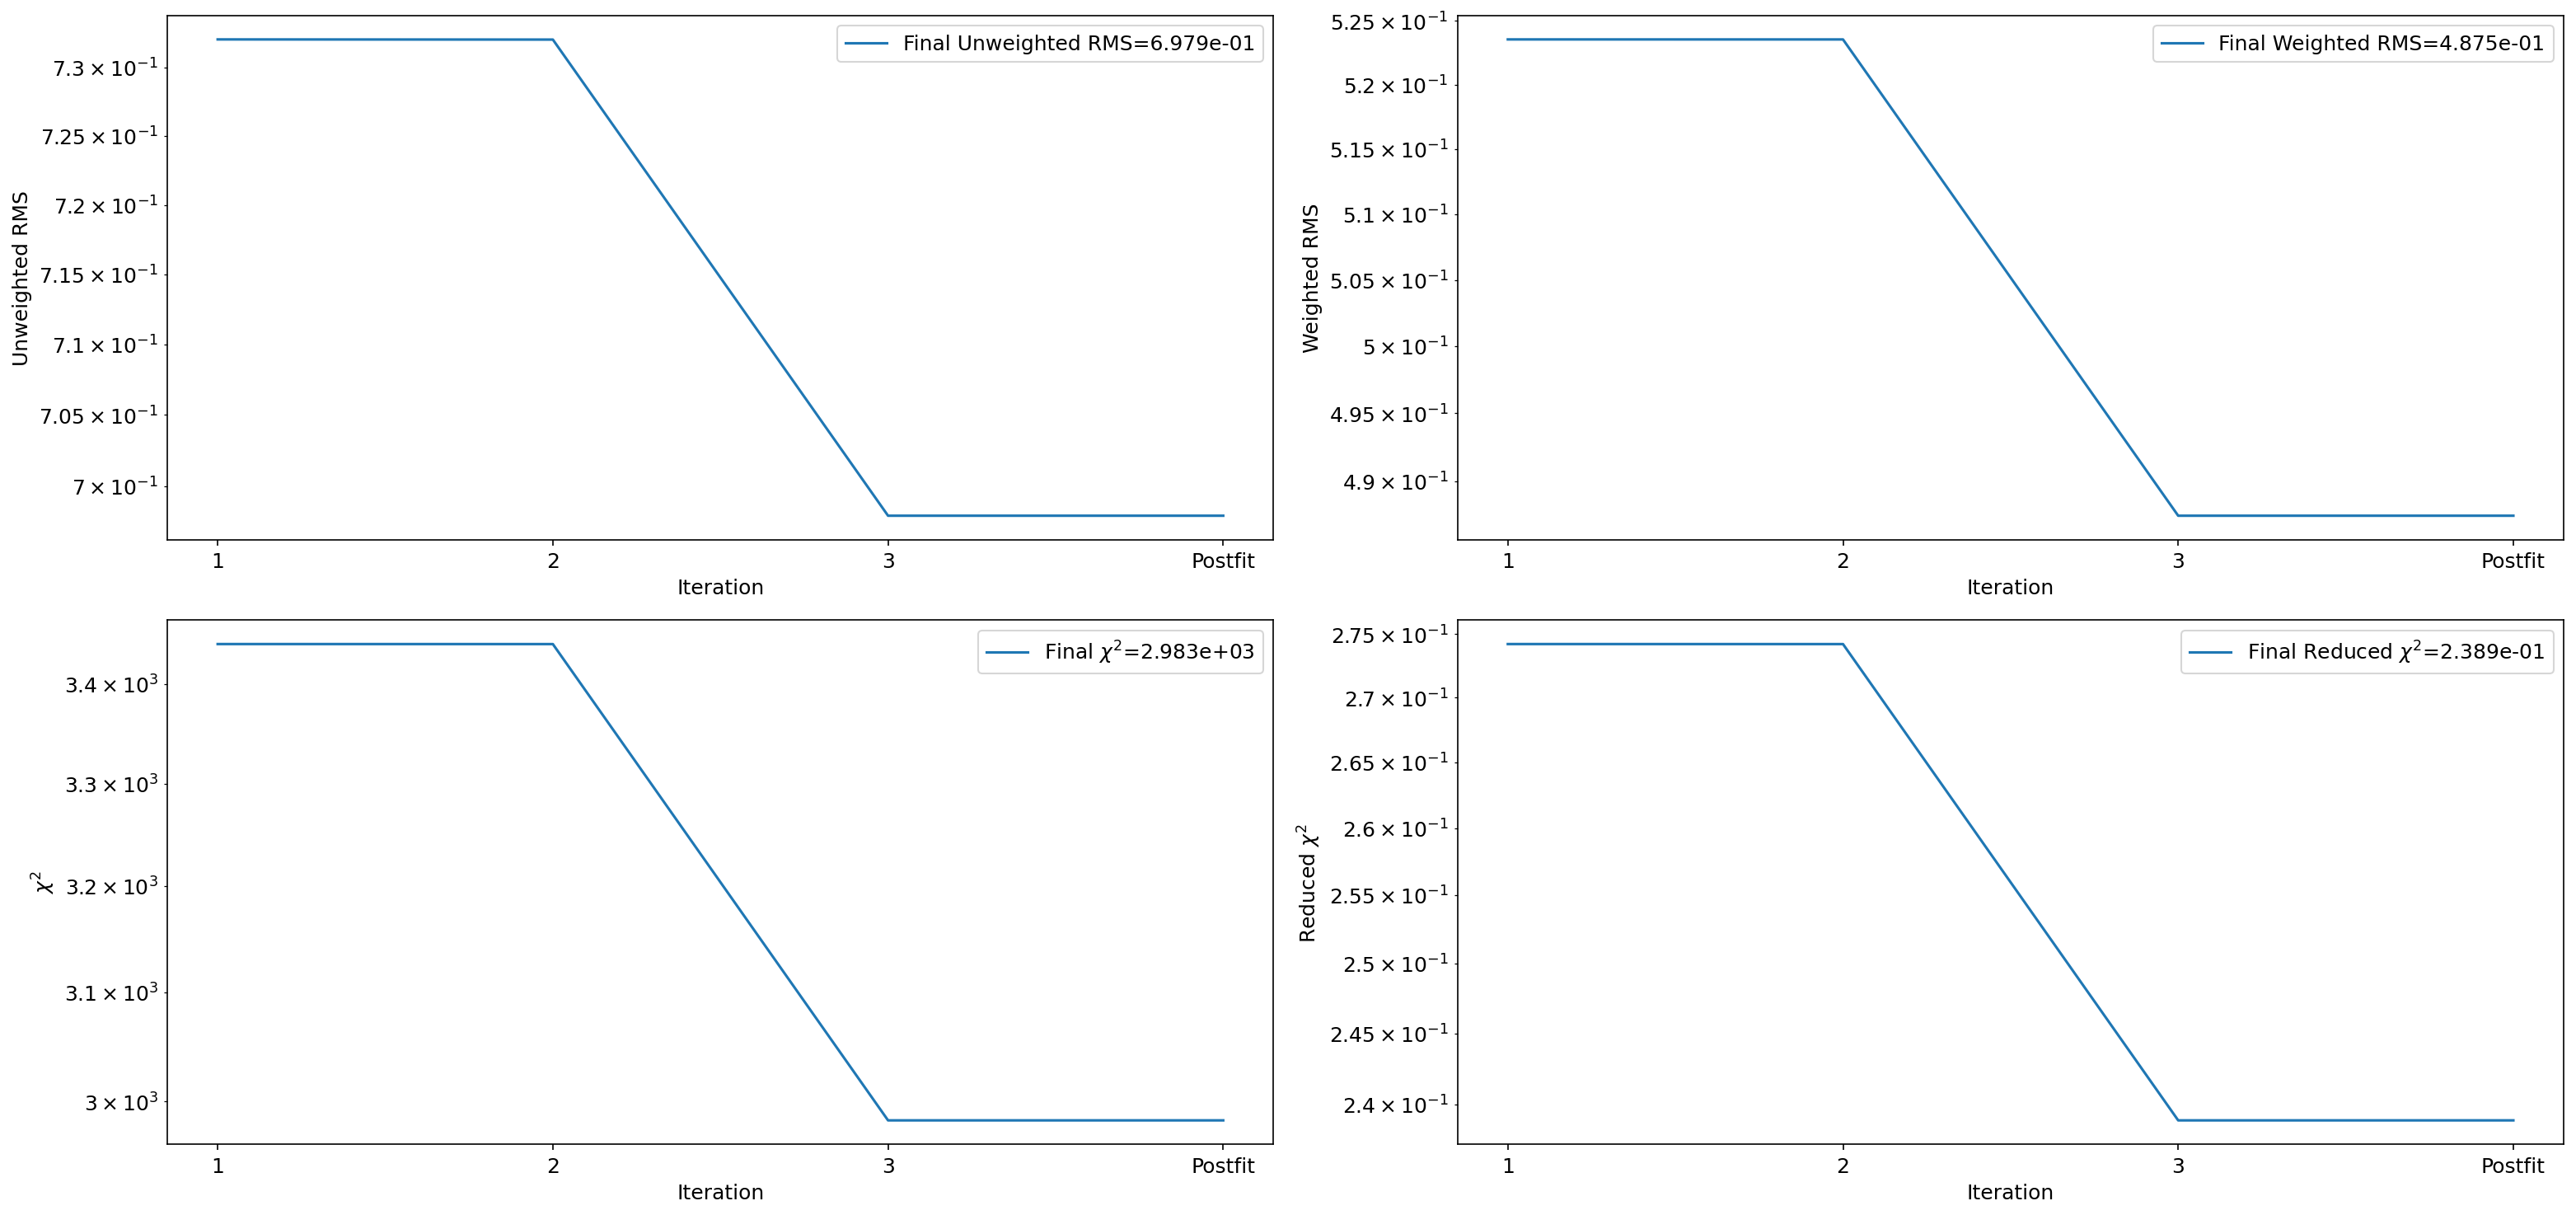 Final Unweighted RMS=6.979e-01
7.3 × 10⁻¹
7.25 × 10⁻¹
7.2 × 10⁻¹
7.15 × 10⁻¹
7.1 × 10⁻¹
7.05 × 10⁻¹
7 × 10⁻¹
Unweighted RMS
1 2 3 Postfit
Iteration
Final Weighted RMS=4.875e-01
5.25 × 10⁻¹
5.2 × 10⁻¹
5.15 × 10⁻¹
5.1 × 10⁻¹
5.05 × 10⁻¹
5 × 10⁻¹
4.95 × 10⁻¹
4.9 × 10⁻¹
Weighted RMS
1 2 3 Postfit
Iteration
Final χ²=2.983e+03
3.4 × 10³
3.3 × 10³
3.2 × 10³
3.1 × 10³
3 × 10³
χ²
1 2 3 Postfit
Iteration
Final Reduced χ²=2.389e-01
2.75 × 10⁻¹
2.7 × 10⁻¹
2.65 × 10⁻¹
2.6 × 10⁻¹
2.55 × 10⁻¹
2.5 × 10⁻¹
2.45 × 10⁻¹
2.4 × 10⁻¹
Reduced χ²
1 2 3 Postfit
Iteration